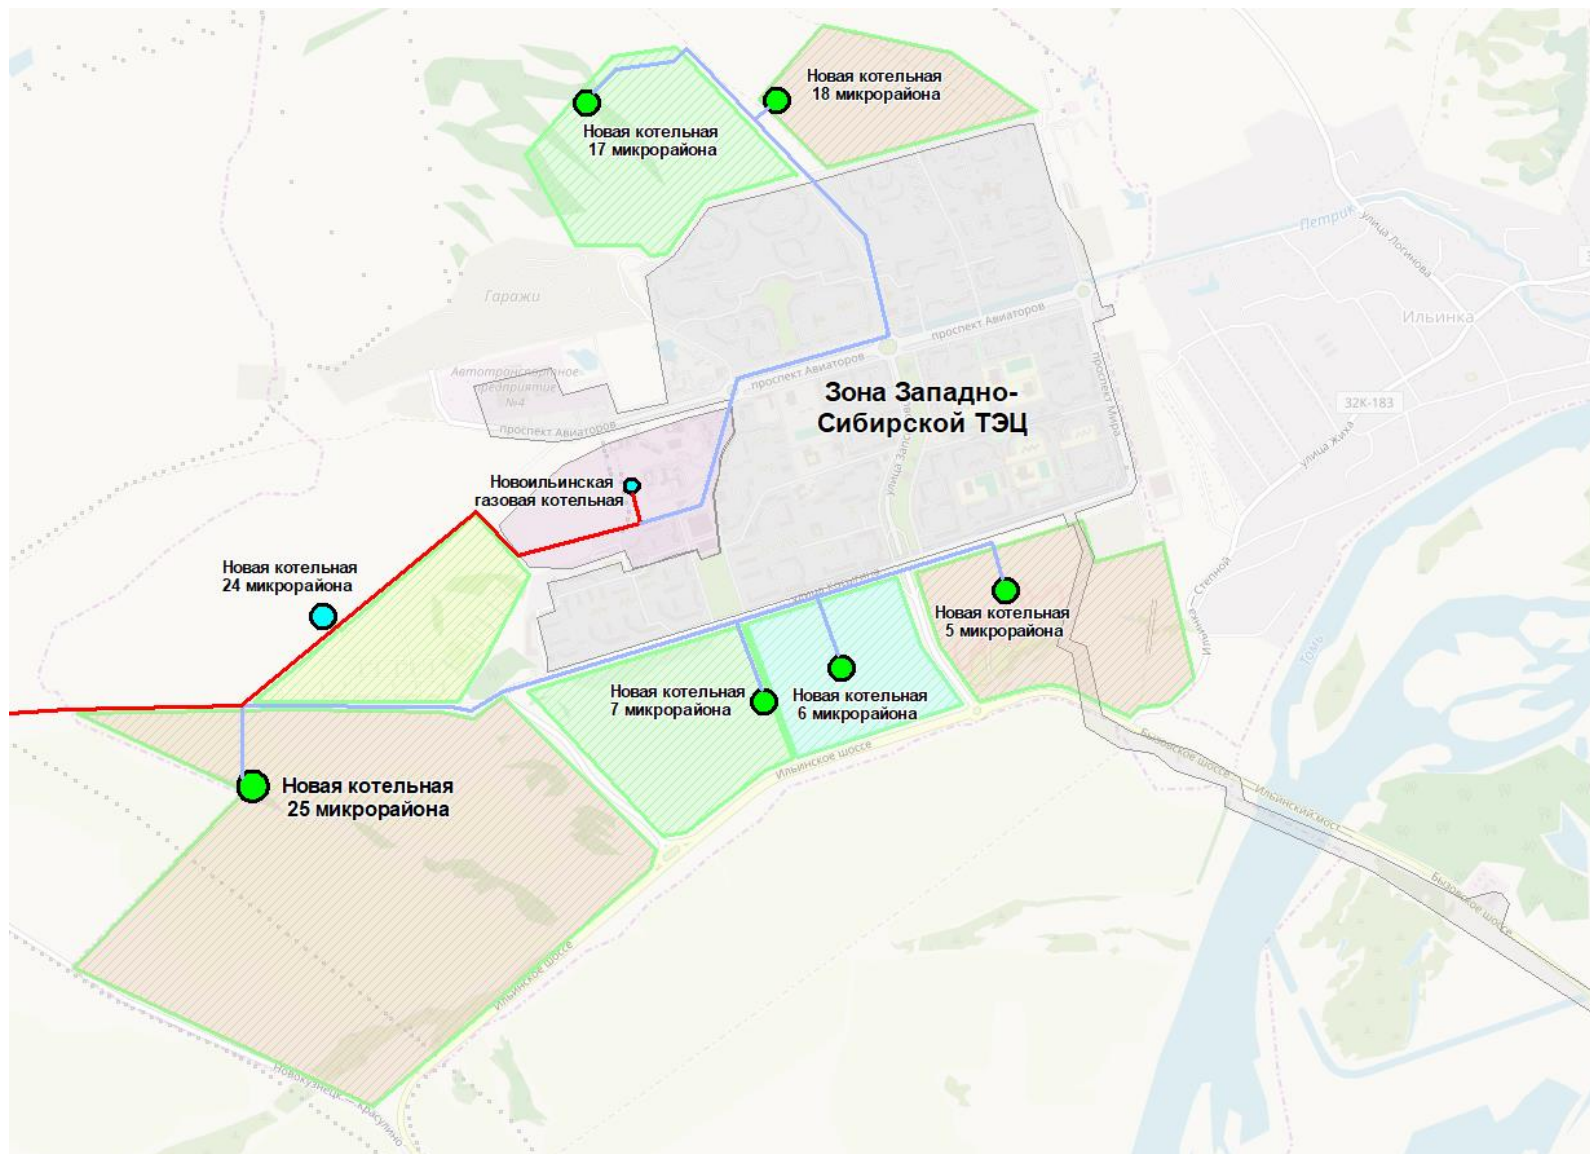 Новая котельная
18 микрорайона
Новая котельная
17 микрорайона
Петрик
улица Логинова
Гаражи
Ильинка
проспект Авиаторов
проспект Авиаторов
Автотранспортное
предприятие
№4
проспект Авиаторов
проспект Мира
Зона Западно-
Сибирской ТЭЦ
32К-183
улица Жиха
Новоильинская
газовая котельная
Новая котельная
24 микрорайона
Степной
Ильинка
Томь
Новая котельная
5 микрорайона
Новая котельная
7 микрорайона
Новая котельная
6 микрорайона
Ильинское шоссе
Бызовское шоссе
Новая котельная
25 микрорайона
Ильинский мост
Бызовское шоссе
Ильинское шоссе
Новокузнецк — Красулино